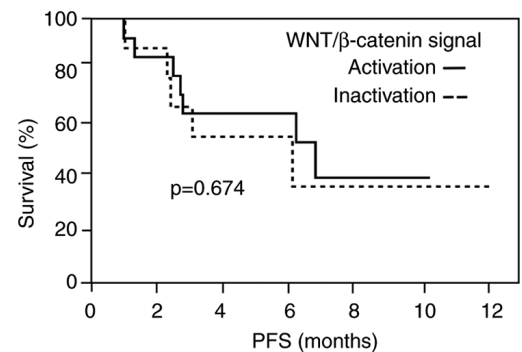 100
80
60
40
20
0
Survival (%)
WNT/β-catenin signal
Activation
Inactivation
p=0.674
0 2 4 6 8 10 12
PFS (months)